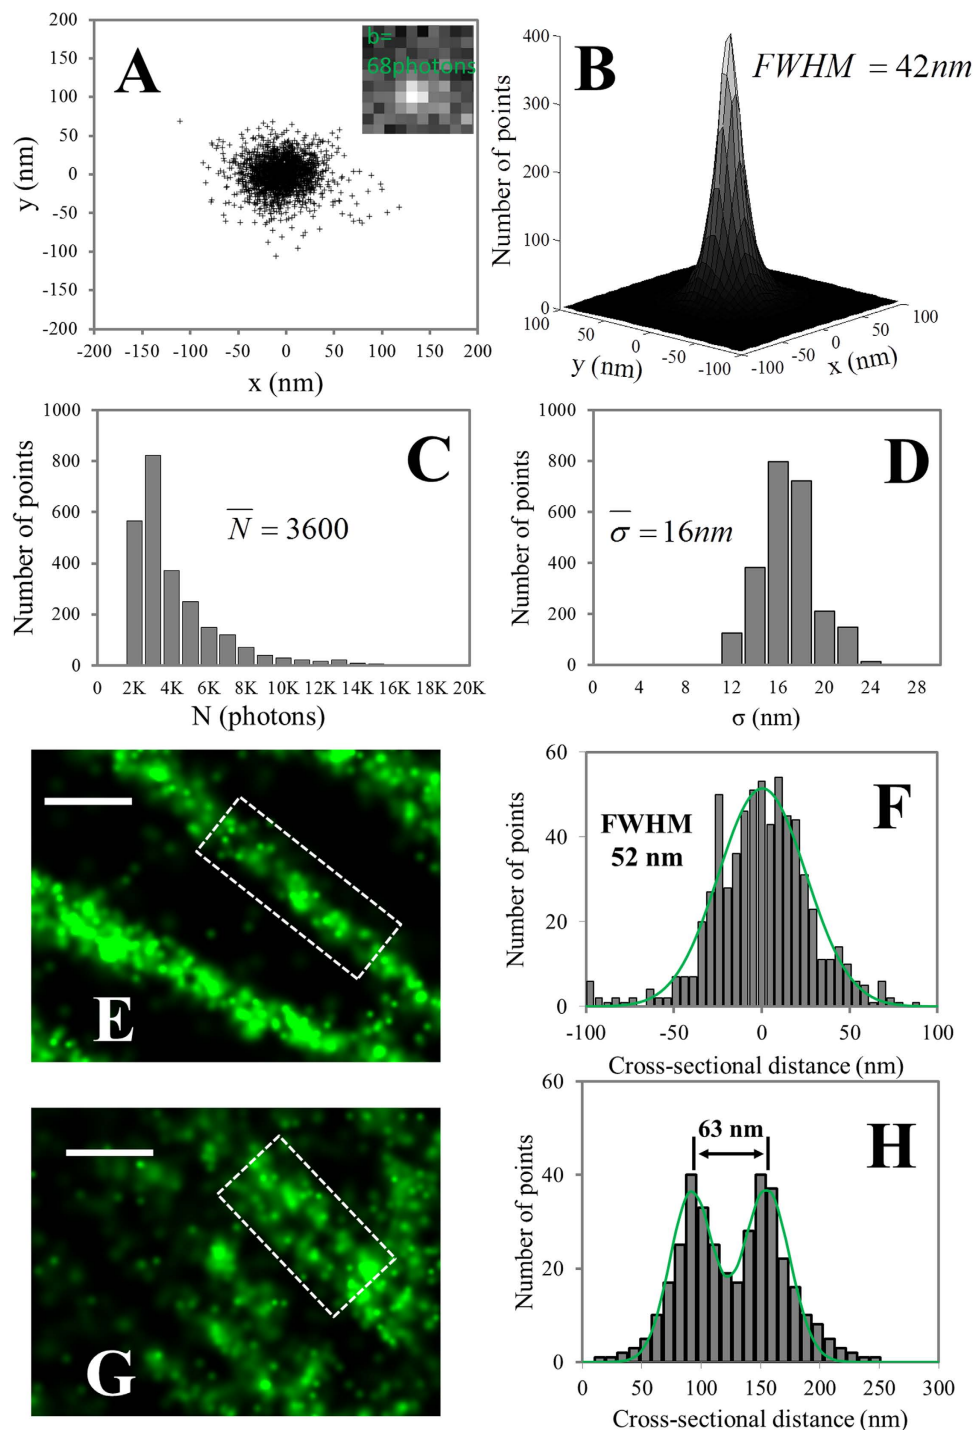 A
b=
68photons
200
150
100
50
0
-50
-100
-150
-200
y (nm)
-200 -150 -100 -50 0 50 100 150 200
x (nm)
B
FWHM = 42nm
Number of points
400
300
200
100
0
100 50 0 -50 -100
y (nm)
-100 -50 0 50 100
x (nm)
C
N = 3600
Number of points
1000
800
600
400
200
0
0 2K 4K 6K 8K 10K 12K 14K 16K 18K 20K
N (photons)
D
σ = 16nm
Number of points
1000
800
600
400
200
0
0 4 8 12 16 20 24 28
σ (nm)
E
F
FWHM
52 nm
Number of points
60
40
20
0
-100 -50 0 50 100
Cross-sectional distance (nm)
G
H
63 nm
Number of points
60
40
20
0
0 50 100 150 200 250 300
Cross-sectional distance (nm)